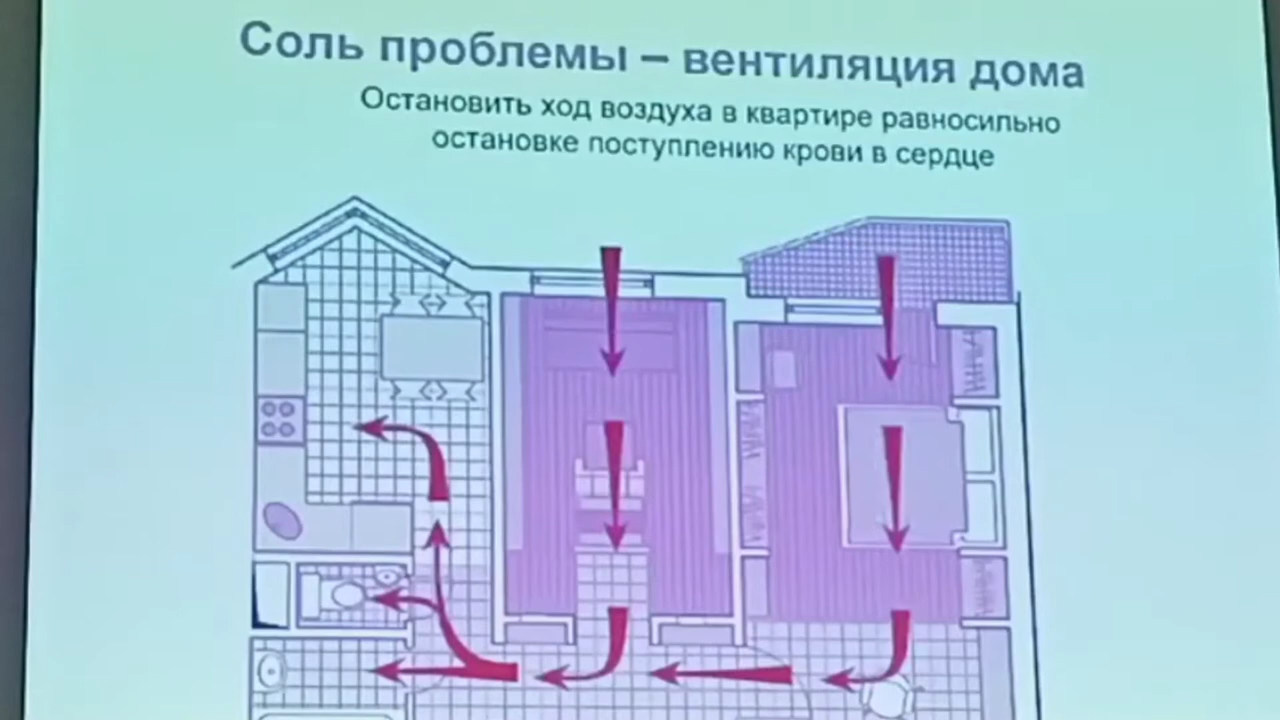 Соль проблемы – вентиляция дома
Остановить ход воздуха в квартире равносильно
остановке поступлению крови в сердце